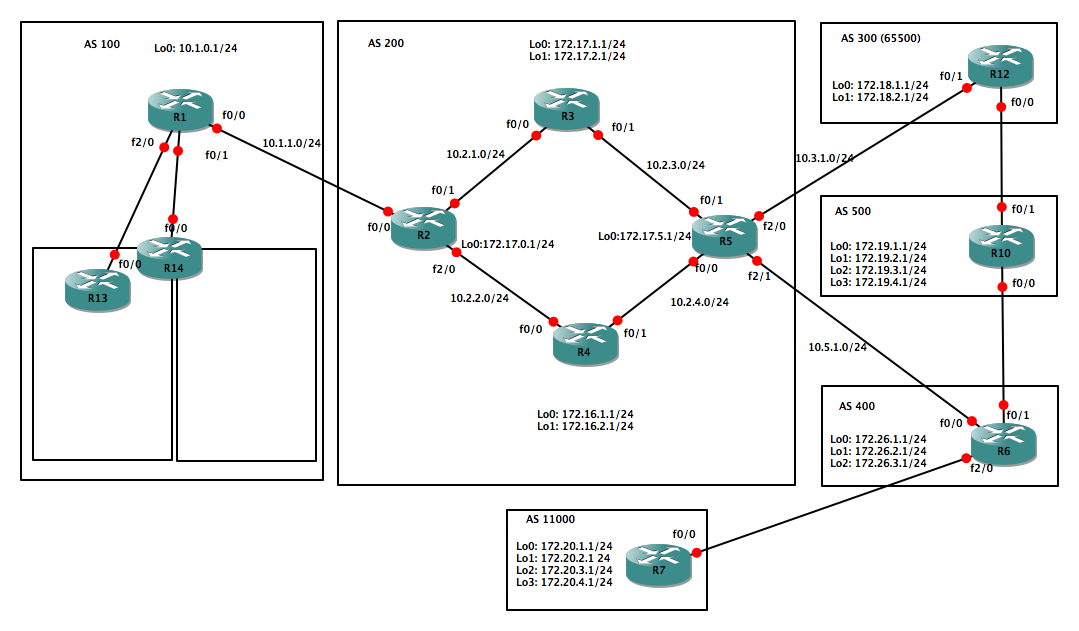 AS 100
Lo0: 10.1.0.1/24
R1
f0/0
f2/0
f0/1
10.1.1.0/24
f0/0
f0/0
R14
R13
AS 200
Lo0: 172.17.1.1/24
Lo1: 172.17.2.1/24
R3
f0/0
f0/1
10.2.1.0/24
10.2.3.0/24
f0/1
f0/0
R2
Lo0:172.17.0.1/24
f2/0
10.2.2.0/24
f0/0
R4
f0/1
10.2.4.0/24
Lo0:172.17.5.1/24
f0/1
R5
f2/0
f0/0
f2/1
Lo0: 172.16.1.1/24
Lo1: 172.16.2.1/24
10.3.1.0/24
10.5.1.0/24
AS 300 (65500)
Lo0: 172.18.1.1/24
Lo1: 172.18.2.1/24
f0/1
R12
f0/0
AS 500
f0/1
Lo0: 172.19.1.1/24
Lo1: 172.19.2.1/24
Lo2: 172.19.3.1/24
Lo3: 172.19.4.1/24
R10
f0/0
AS 400
f0/1
f0/0
Lo0: 172.26.1.1/24
Lo1: 172.26.2.1/24
Lo2: 172.26.3.1/24
R6
f2/0
AS 11000
f0/0
Lo0: 172.20.1.1/24
Lo1: 172.20.2.1 24
Lo2: 172.20.3.1/24
Lo3: 172.20.4.1/24
R7